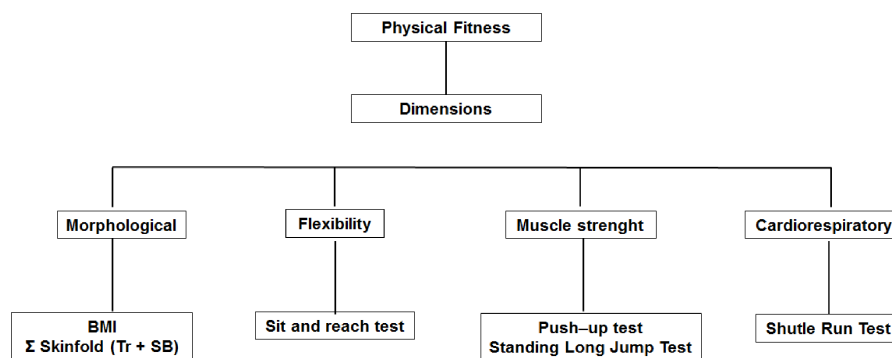 Physical Fitness
Dimensions
Morphological
Flexibility
Muscle strenght
Cardiorespiratory
BMI
Σ Skinfold (Tr + SB)
Sit and reach test
Push–up test
Standing Long Jump Test
Shutle Run Test